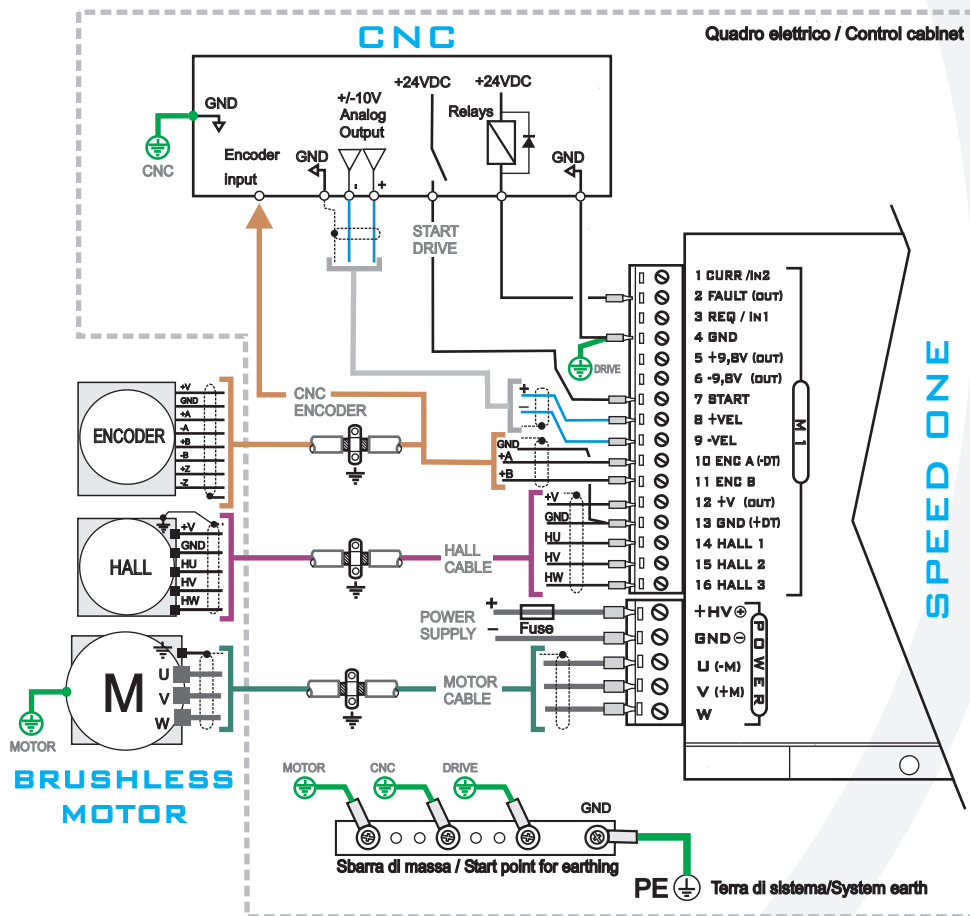 CNC
Quadro elettrico / Control cabinet
GND
CNC
+/-10V
Analog
Output
+24VDC
+24VDC
Relays
Encoder
input
GND
GND
- +
START
DRIVE
DRIVE
1 CURR /IN2
2 FAULT (OUT)
3 REQ / IN1
4 GND
5 +9,8V (OUT)
6 -9,8V (OUT)
7 START
8 +VEL
9 -VEL
10 ENC A (-DT)
11 ENC B
12 +V (OUT)
13 GND (+DT)
14 HALL 1
15 HALL 2
16 HALL 3
M1
SPEED ONE
+HV⊕
GND⊖
U (-M)
V (+M)
W
POWER
ENCODER
+V
GND
+A
-A
+B
-B
+Z
-Z
CNC
ENCODER
+
−
GND
+A
+B
HALL
+V
GND
HU
HV
HW
HALL
CABLE
+V
GND
HU
HV
HW
POWER
SUPPLY
+
−
Fuse
M
U
V
W
MOTOR
MOTOR
CABLE
BRUSHLESS
MOTOR
MOTOR
CNC
DRIVE
GND
Sbarra di massa / Start point for earthing
PE
Terra di sistema/System earth